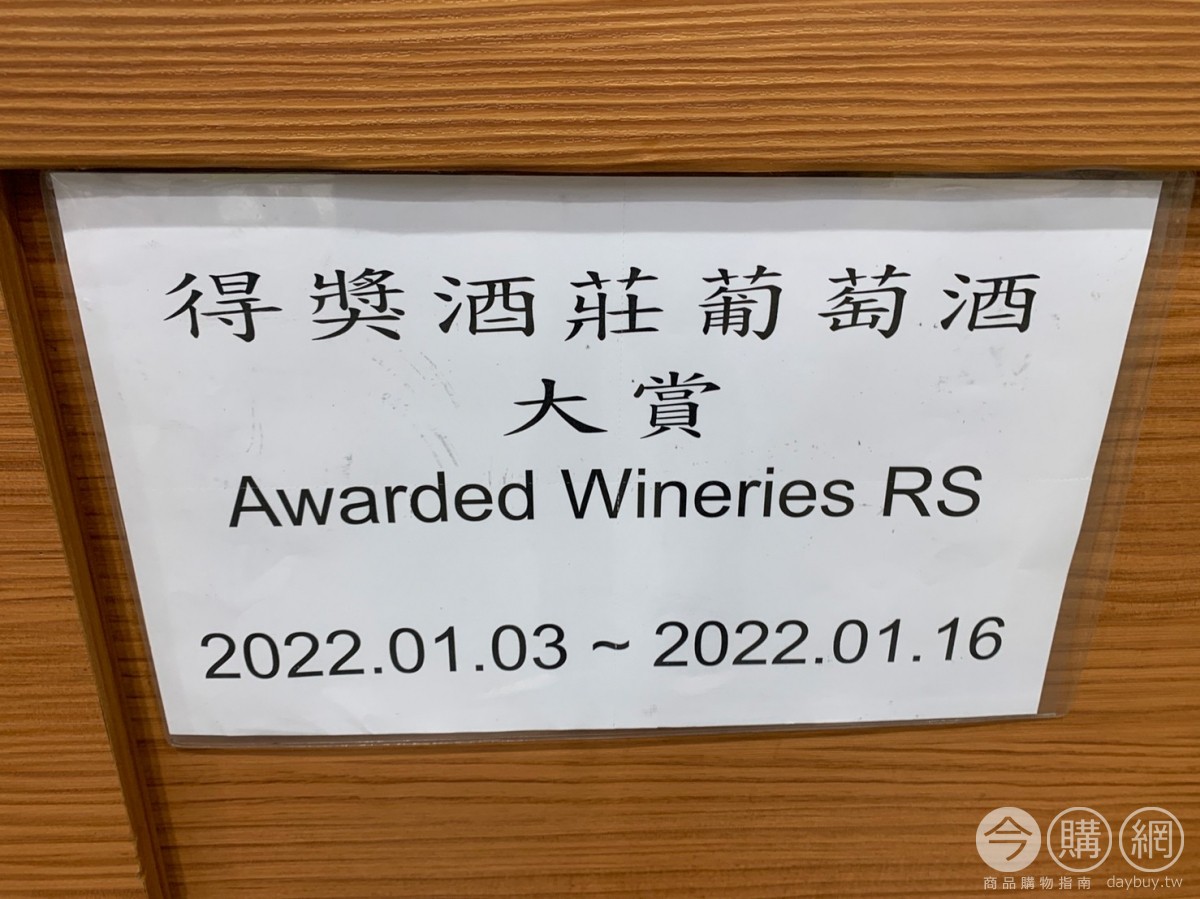 得獎酒莊葡萄酒
大賞
Awarded Wineries RS
2022.01.03 ~ 2022.01.16
今購網
商品購物指南 daybuy.tw